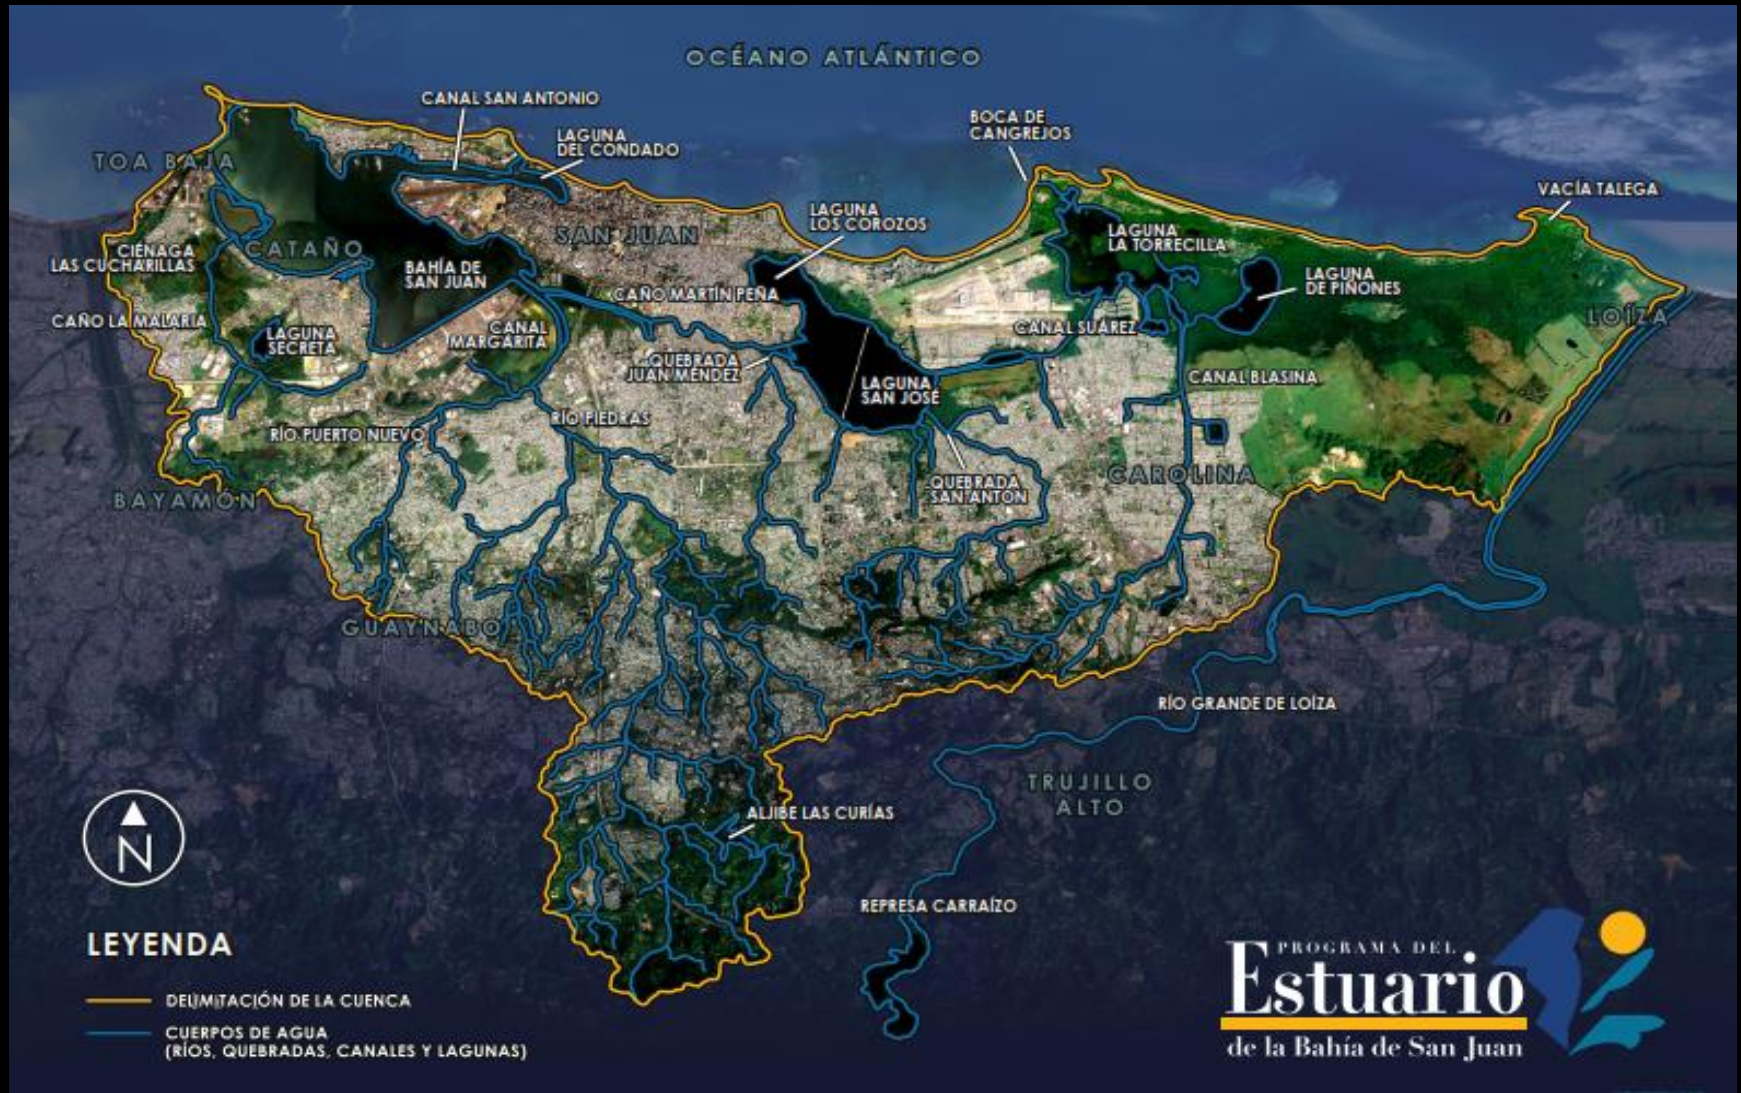 OCÉANO ATLÁNTICO
CANAL SAN ANTONIO
LAGUNA
DEL CONDADO
BOCA DE
CANGREJOS
TOA BAJA
VACÍA TALEGA
LAGUNA
LOS COROZOS
SAN JUAN
LAGUNA
LA TORRECILLA
CIÉNAGA
LAS CUCHARILLAS
CATAÑO
BAHÍA DE
SAN JUAN
LAGUNA
DE PIÑONES
CAÑO MARTÍN PEÑA
CAÑO LA MALARIA
LAGUNA
SECRETA
CANAL
MARGARITA
CANAL SUÁREZ
LOÍZA
QUEBRADA
JUAN MÉNDEZ
LAGUNA
SAN JOSÉ
CANAL BLASINA
RÍO PUERTO NUEVO
RÍO PIEDRAS
BAYAMÓN
QUEBRADA
SAN ANTÓN
CAROLINA
GUAYNABO
RÍO GRANDE DE LOÍZA
TRUJILLO
ALTO
ALJIBE LAS CURÍAS
N
REPRESA CARRAÍZO
LEYENDA
DELIMITACIÓN DE LA CUENCA
CUERPOS DE AGUA
(RÍOS, QUEBRADAS, CANALES Y LAGUNAS)
PROGRAMA DEL
Estuario
de la Bahía de San Juan